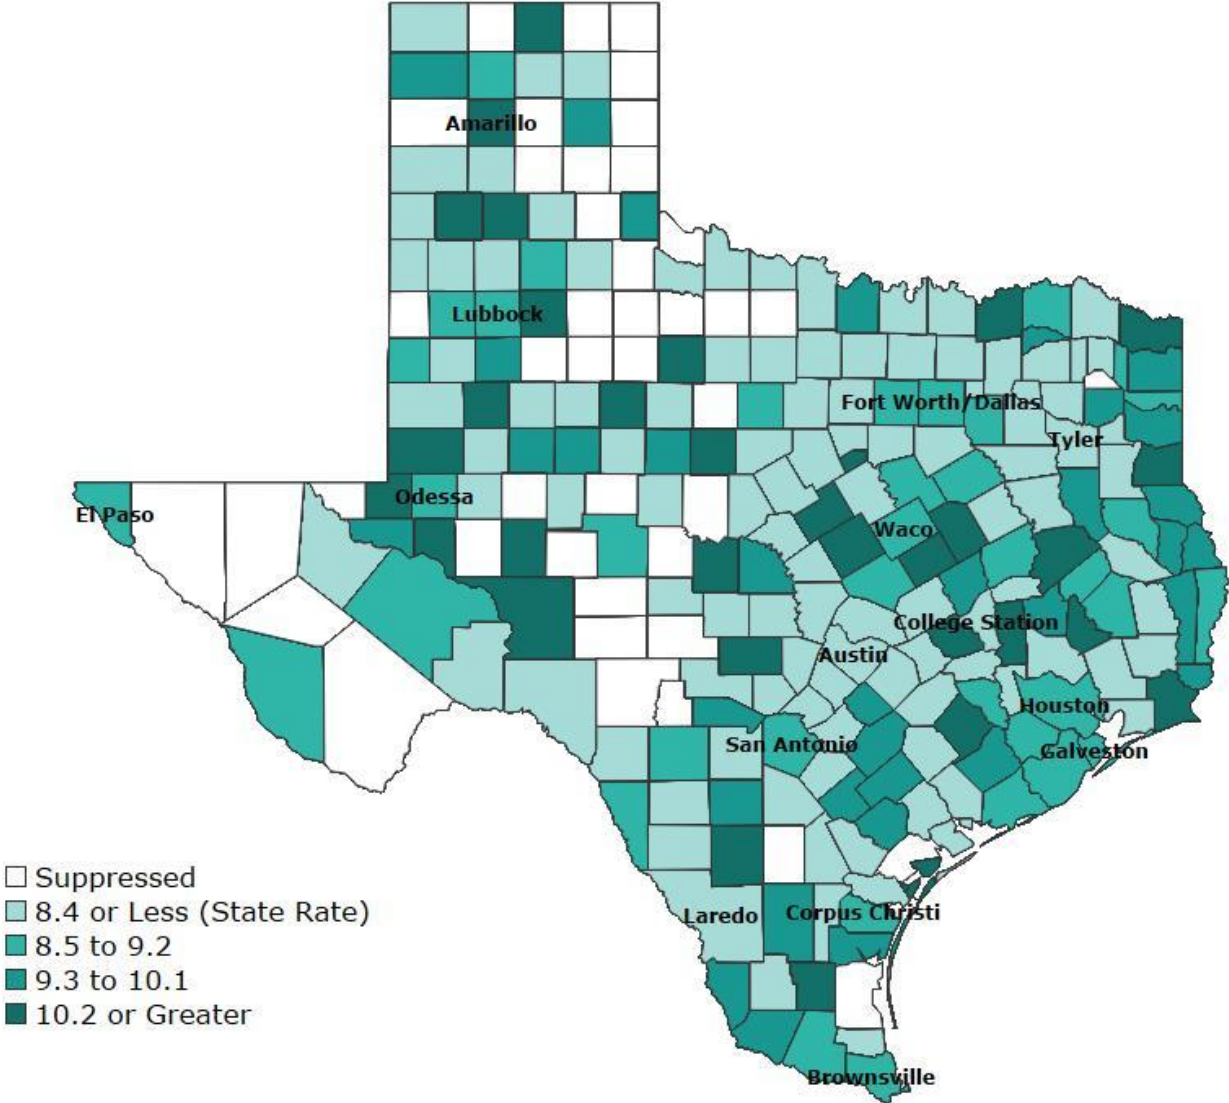 Amarillo
Lubbock
Fort Worth/Dallas
Tyler
Odessa
El Paso
Waco
College Station
Austin
Houston
San Antonio
Galveston
Suppressed
8.4 or Less (State Rate)
Laredo
Corpus Christi
8.5 to 9.2
9.3 to 10.1
10.2 or Greater
Brownsville